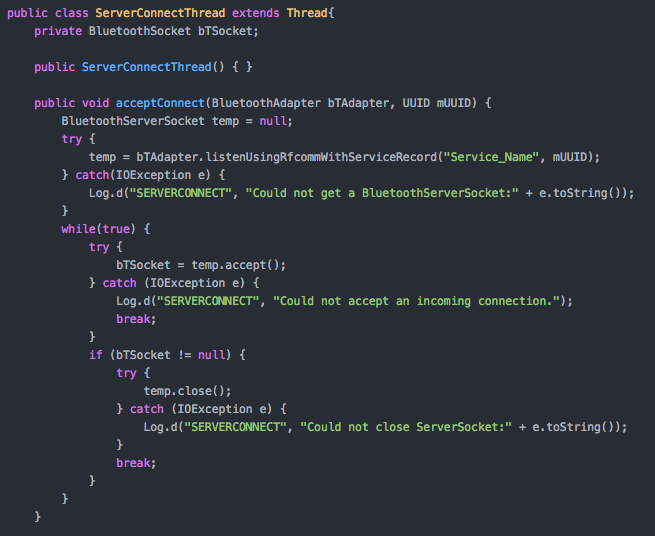 public class ServerConnectThread extends Thread{
    private BluetoothSocket bTSocket;

    public ServerConnectThread() { }

    public void acceptConnect(BluetoothAdapter bTAdapter, UUID mUUID) {
        BluetoothServerSocket temp = null;
        try {
            temp = bTAdapter.listenUsingRfcommWithServiceRecord("Service_Name", mUUID);
        } catch(IOException e) {
            Log.d("SERVERCONNECT", "Could not get a BluetoothServerSocket:" + e.toString());
        }
        while(true) {
            try {
                bTSocket = temp.accept();
            } catch (IOException e) {
                Log.d("SERVERCONNECT", "Could not accept an incoming connection.");
                break;
            }
            if (bTSocket != null) {
                try {
                    temp.close();
                } catch (IOException e) {
                    Log.d("SERVERCONNECT", "Could not close ServerSocket:" + e.toString());
                }
                break;
            }
        }
    }